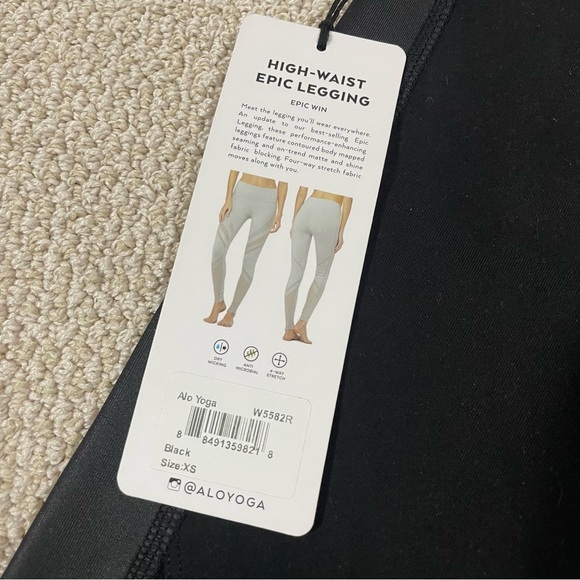 HIGH-WAIST
EPIC LEGGING
EPIC WIN
Meet the legging you'll wear everywhere.
An update to our best-selling Epic
Legging, these performance-enhancing
leggings feature contoured body mapped
seaming and on-trend matte and shine
fabric blocking. Four-way stretch fabric
moves along with you.
DRY
WICKING
ANTI
MICROBIAL
4-WAY
STRETCH
Alo Yoga W5582R
8 84913 59821 8
Black
Size:XS
@ALOYOGA